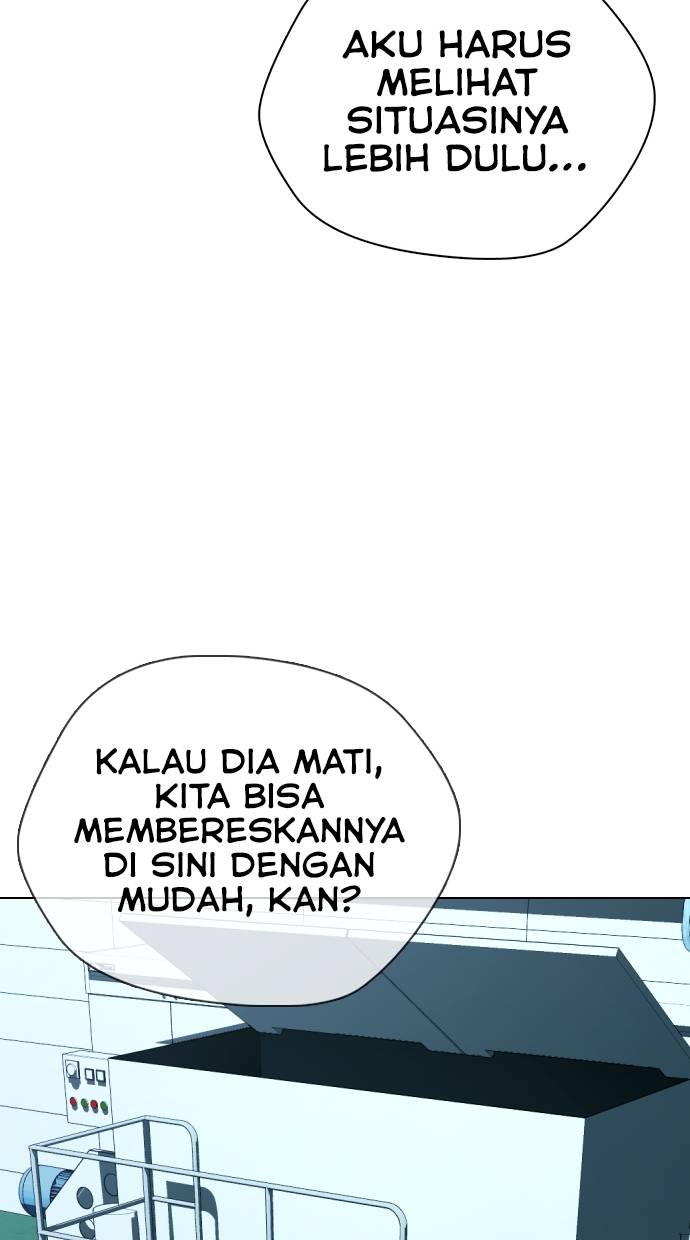 AKU HARUS
MELIHAT
SITUASINYA
LEBIH DULU...
KALAU DIA MATI,
KITA BISA
MEMBERESKANNYA
DI SINI DENGAN
MUDAH, KAN?